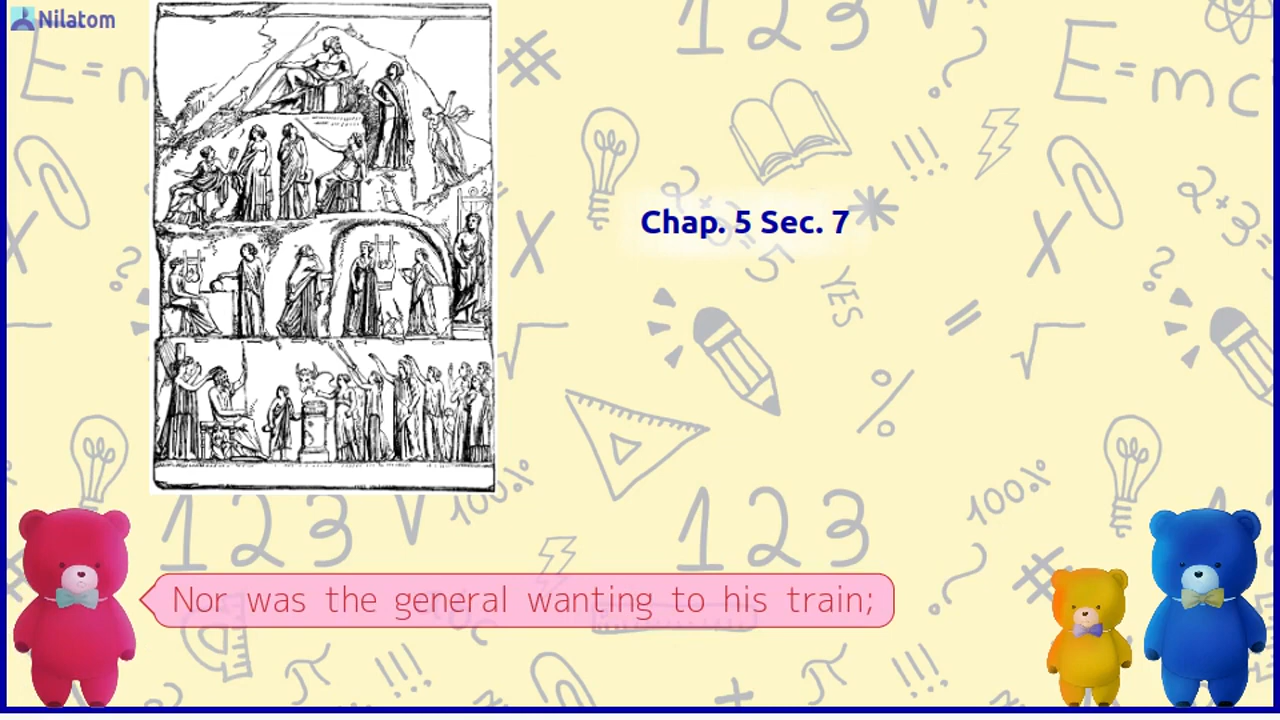 Nilatom
Chap. 5 Sec. 7
Nor was the general wanting to his train;